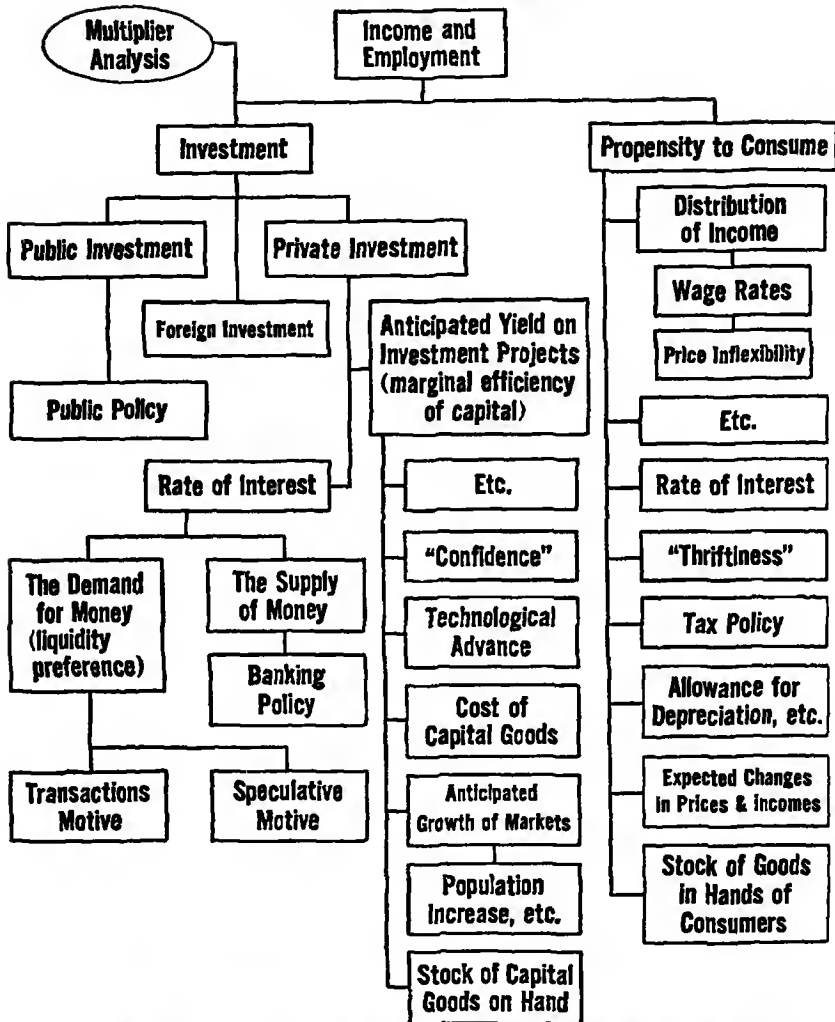 Multiplier
Analysis
Income and
Employment
Investment
Propensity to Consume
Public Investment
Private Investment
Foreign Investment
Public Policy
Anticipated Yield on
Investment Projects
(marginal efficiency
of capital)
Rate of Interest
The Demand
for Money
(liquidity
preference)
The Supply
of Money
Banking
Policy
Transactions
Motive
Speculative
Motive
Etc.
"Confidence"
Technological
Advance
Cost of
Capital Goods
Anticipated
Growth of Markets
Population
Increase, etc.
Stock of Capital
Goods on Hand
Distribution
of Income
Wage Rates
Price Inflexibility
Etc.
Rate of Interest
"Thriftiness"
Tax Policy
Allowance for
Depreciation, etc.
Expected Changes
in Prices & Incomes
Stock of Goods
in Hands of
Consumers